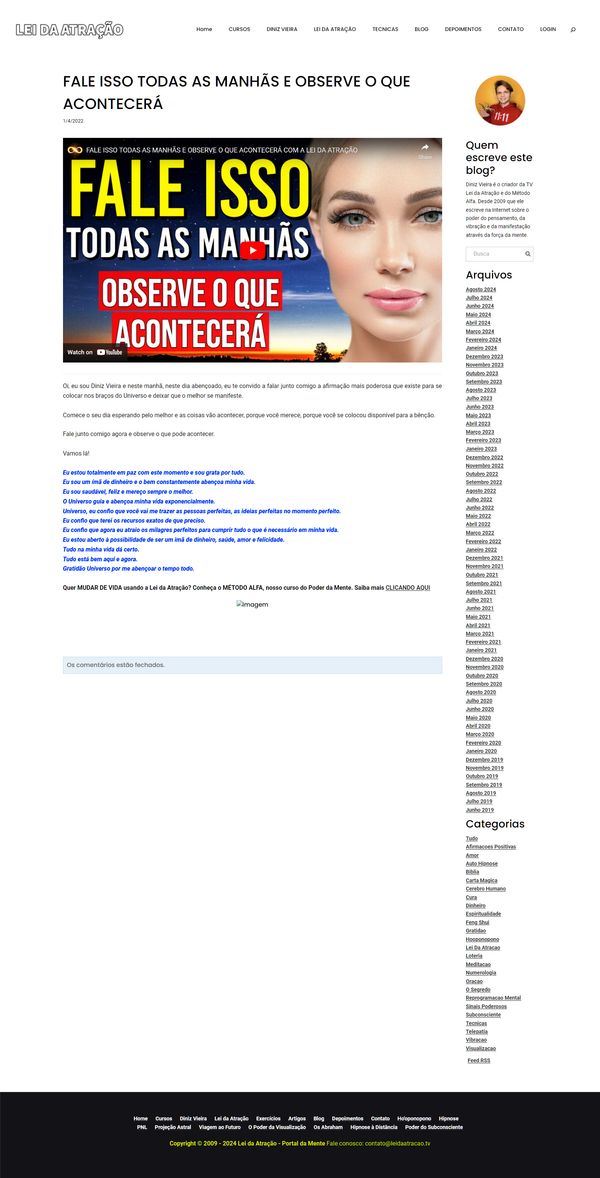 LEI DA ATRAÇÃO
Home CURSOS DINIZ VIEIRA LEI DA ATRAÇÃO TECNICAS BLOG DEPOIMENTOS CONTATO LOGIN
FALE ISSO TODAS AS MANHÃS E OBSERVE O QUE
ACONTECERÁ
1/4/2022
FALE ISSO TODAS AS MANHÃS E OBSERVE O QUE ACONTECERÁ COM A LEI DA ATRAÇÃO
Share
FALE ISSO
TODAS AS MANHÃS
OBSERVE O QUE
ACONTECERÁ
Watch on YouTube
Oi, eu sou Diniz Vieira e neste manhã, neste dia abençoado, eu te convido a falar junto comigo a afirmação mais poderosa que existe para se
colocar nos braços do Universo e deixar que o melhor se manifeste.
Comece o seu dia esperando pelo melhor e as coisas vão acontecer, porque você merece, porque você se colocou disponível para a bênção.
Fale junto comigo agora e observe o que pode acontecer.
Vamos lá!
Eu estou totalmente em paz com este momento e sou grata por tudo.
Eu sou um imã de dinheiro e o bem constantemente abençoa minha vida.
Eu sou saudável, feliz e mereço sempre o melhor.
O Universo guia e abençoa minha vida exponencialmente.
Universo, eu confio que você vai me trazer as pessoas perfeitas, as ideias perfeitas no momento perfeito.
Eu confio que terei os recursos exatos de que preciso.
Eu confio que agora eu atraio os milagres perfeitos para cumprir tudo o que é necessário em minha vida.
Eu estou aberto à possibilidade de ser um imã de dinheiro, saúde, amor e felicidade.
Tudo na minha vida dá certo.
Tudo está bem aqui e agora.
Gratidão Universo por me abençoar o tempo todo.
Quer MUDAR DE VIDA usando a Lei da Atração? Conheça o MÉTODO ALFA, nosso curso do Poder da Mente. Saiba mais CLICANDO AQUI
Imagem
Os comentários estão fechados.
11:11
Quem
escreve este
blog?
Diniz Vieira é o criador da TV
Lei da Atração e do Método
Alfa. Desde 2009 que ele
escreve na Internet sobre o
poder do pensamento, da
vibração e da manifestação
através da força da mente.
Busca
Arquivos
Agosto 2024
Julho 2024
Junho 2024
Maio 2024
Abril 2024
Março 2024
Fevereiro 2024
Janeiro 2024
Dezembro 2023
Novembro 2023
Outubro 2023
Setembro 2023
Agosto 2023
Julho 2023
Junho 2023
Maio 2023
Abril 2023
Março 2023
Fevereiro 2023
Janeiro 2023
Dezembro 2022
Novembro 2022
Outubro 2022
Setembro 2022
Agosto 2022
Julho 2022
Junho 2022
Maio 2022
Abril 2022
Março 2022
Fevereiro 2022
Janeiro 2022
Dezembro 2021
Novembro 2021
Outubro 2021
Setembro 2021
Agosto 2021
Julho 2021
Junho 2021
Maio 2021
Abril 2021
Março 2021
Fevereiro 2021
Janeiro 2021
Dezembro 2020
Novembro 2020
Outubro 2020
Setembro 2020
Agosto 2020
Julho 2020
Junho 2020
Maio 2020
Abril 2020
Março 2020
Fevereiro 2020
Janeiro 2020
Dezembro 2019
Novembro 2019
Outubro 2019
Setembro 2019
Agosto 2019
Julho 2019
Junho 2019
Categorias
Tudo
Afirmacoes Positivas
Amor
Auto Hipnose
Biblia
Carta Magica
Cerebro Humano
Cura
Dinheiro
Espiritualidade
Feng Shui
Gratidao
Hooponopono
Lei Da Atracao
Loteria
Meditacao
Numerologia
Oracao
O Segredo
Reprogramacao Mental
Sinais Poderosos
Subconsciente
Tecnicas
Telepatia
Vibracao
Visualizacao
Feed RSS
Home Cursos Diniz Vieira Lei da Atração Exercícios Artigos Blog Depoimentos Contato Ho'oponopono Hipnose
PNL Projeção Astral Viagem ao Futuro O Poder da Visualização Os Abraham Hipnose à Distância Poder do Subconsciente
Copyright © 2009 - 2024 Lei da Atração - Portal da Mente Fale conosco: contato@leidaatracao.tv